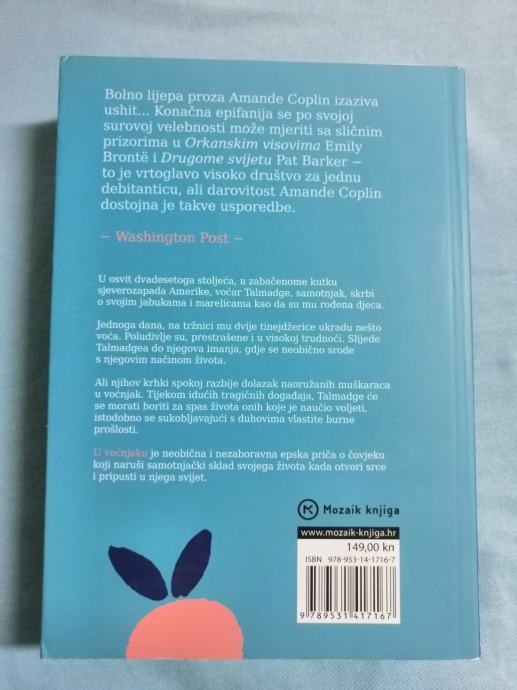 Bolno lijepa proza Amande Coplin izaziva
ushit... Konačna epifanija se po svojoj
surovoj velebnosti može mjeriti sa sličnim
prizorima u Orkanskim visovima Emily
Brontë i Drugome svijetu Pat Barker —
to je vrtoglavo visoko društvo za jednu
debitanticu, ali darovitost Amande Coplin
dostojna je takve usporedbe.
— Washington Post —
U osvit dvadesetoga stoljeća, u zabačenome kutku
sjeverozapada Amerike, voćar Talmadge, samotnjak, skrbi
o svojim jabukama i marelicama kao da su mu rođena djeca.
Jednoga dana, na tržnici mu dvije tinejdžerice ukradu nešto
voća. Poludivlje su, prestrašene i u visokoj trudnoći. Slijede
Talmadgea do njegova imanja, gdje se neobično srode
s njegovim načinom života.
Ali njihov krhki spokoj razbije dolazak naoružanih muškaraca
u voćnjak. Tijekom idućih tragičnih događaja, Talmadge će
se morati boriti za spas života onih koje je naučio voljeti,
istodobno se sukobljavajući s duhovima vlastite burne
prošlosti.
U voćnjaku je neobična i nezaboravna epska priča o čovjeku
koji naruši samotnjački sklad svojega života kada otvori srce
i pripusti u njega svijet.
Mozaik knjiga
www.mozaik-knjiga.hr
149,00 kn
ISBN 978-953-14-1716-7
9 789531 417167